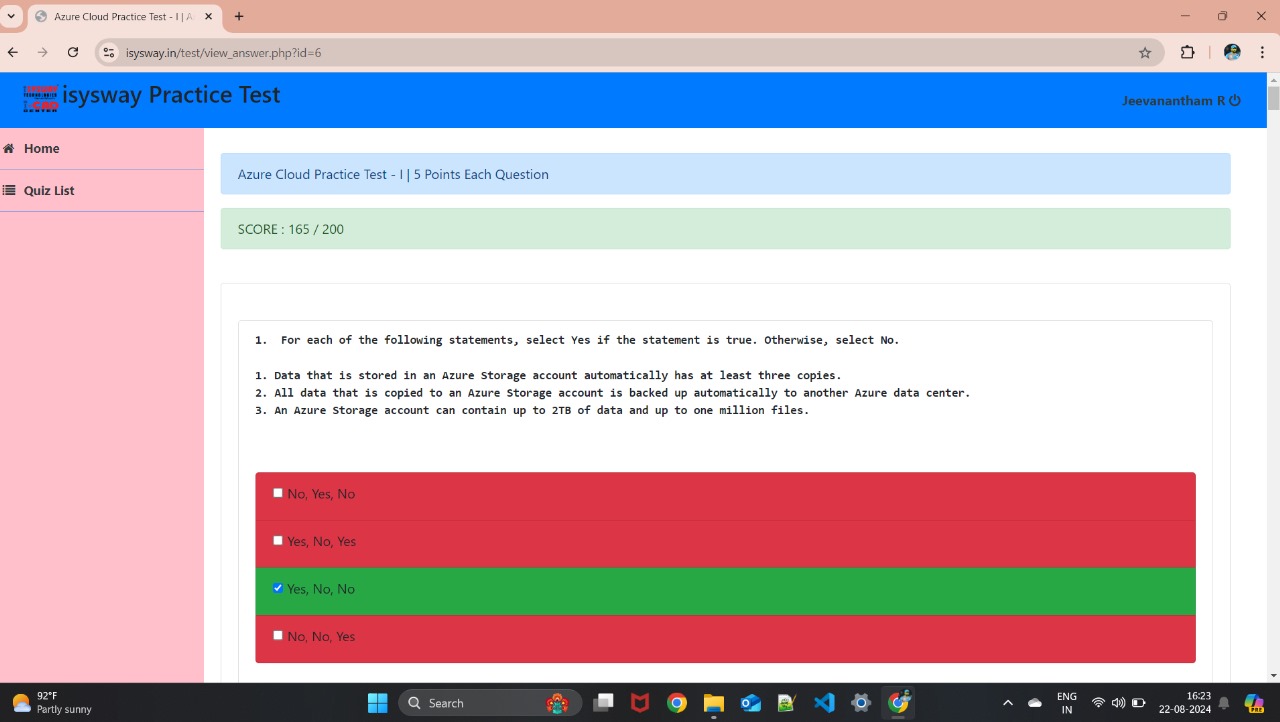 Azure Cloud Practice Test - I | A
isysway.in/test/view_answer.php?id=6
isysway Practice Test
Jeevanantham R
Home
Quiz List
Azure Cloud Practice Test - I | 5 Points Each Question
SCORE : 165 / 200
1. For each of the following statements, select Yes if the statement is true. Otherwise, select No.
1. Data that is stored in an Azure Storage account automatically has at least three copies.
2. All data that is copied to an Azure Storage account is backed up automatically to another Azure data center.
3. An Azure Storage account can contain up to 2TB of data and up to one million files.
No, Yes, No
Yes, No, Yes
Yes, No, No
No, No, Yes
92°F
Partly sunny
Search
ENG
IN
16:23
22-08-2024